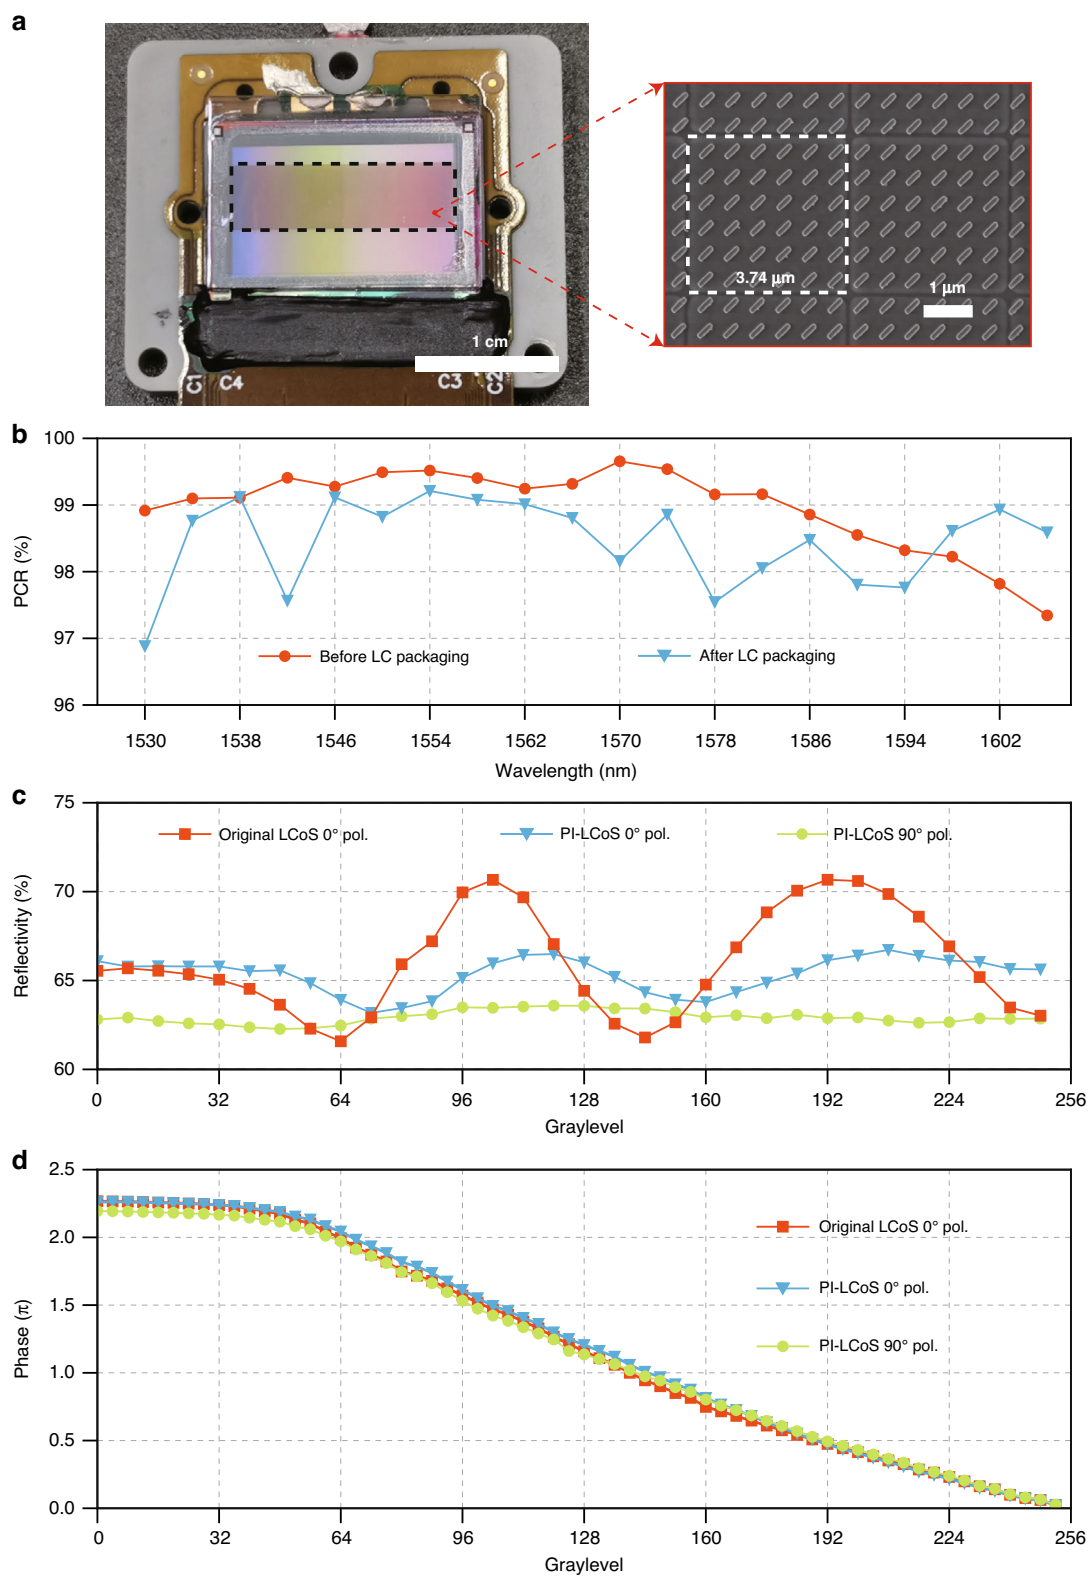 a
3.74 μm
1 μm
1 cm
C1 C4 C3 C2
b
100
99
98
97
96
PCR (%)
Before LC packaging
After LC packaging
1530 1538 1546 1554 1562 1570 1578 1586 1594 1602
Wavelength (nm)
c
75
70
65
60
Reflectivity (%)
Original LCoS 0° pol.
PI-LCoS 0° pol.
PI-LCoS 90° pol.
0 32 64 96 128 160 192 224 256
Graylevel
d
2.5
2.0
1.5
1.0
0.5
0.0
Phase (π)
Original LCoS 0° pol.
PI-LCoS 0° pol.
PI-LCoS 90° pol.
0 32 64 96 128 160 192 224 256
Graylevel